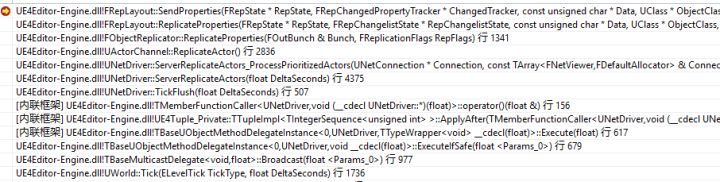 UE4Editor-Engine.dll!FRepLayout::SendProperties(FRepState * RepState, FRepChangedPropertyTracker * ChangedTracker, const unsigned char * Data, UClass * ObjectClass
UE4Editor-Engine.dll!FRepLayout::ReplicateProperties(FRepState * RepState, FRepChangelistState * RepChangelistState, const unsigned char * Data, UClass * ObjectClas
UE4Editor-Engine.dll!FObjectReplicator::ReplicateProperties(FOutBunch & Bunch, FReplicationFlags RepFlags) 行 1341
UE4Editor-Engine.dll!UActorChannel::ReplicateActor() 行 2836
UE4Editor-Engine.dll!UNetDriver::ServerReplicateActors_ProcessPrioritizedActors(UNetConnection * Connection, const TArray<FNetViewer,FDefaultAllocator> & Connec
UE4Editor-Engine.dll!UNetDriver::ServerReplicateActors(float DeltaSeconds) 行 4375
UE4Editor-Engine.dll!UNetDriver::TickFlush(float DeltaSeconds) 行 507
[内联框架] UE4Editor-Engine.dll!TMemberFunctionCaller<UNetDriver,void (__cdecl UNetDriver::*)(float)>::operator()(float &) 行 156
[内联框架] UE4Editor-Engine.dll!UE4Tuple_Private::TTupleImpl<TIntegerSequence<unsigned int> >::ApplyAfter(TMemberFunctionCaller<UNetDriver,void (__cdecl UN
[内联框架] UE4Editor-Engine.dll!TBaseUObjectMethodDelegateInstance<0,UNetDriver,TTypeWrapper<void> __cdecl(float)>::Execute(float) 行 617
UE4Editor-Engine.dll!TBaseUObjectMethodDelegateInstance<0,UNetDriver,void __cdecl(float)>::ExecuteIfSafe(float <Params_0>) 行 679
UE4Editor-Engine.dll!TBaseMulticastDelegate<void,float>::Broadcast(float <Params_0>) 行 977
UE4Editor-Engine.dll!UWorld::Tick(ELevelTick TickType, float DeltaSeconds) 行 1736